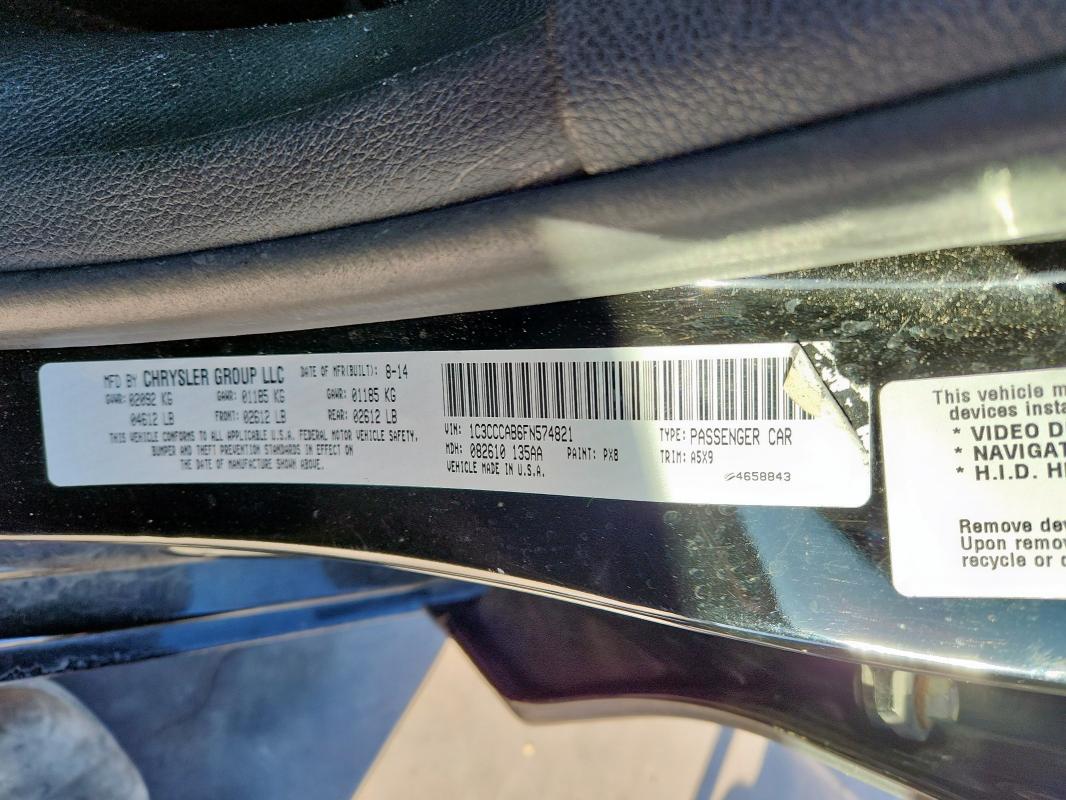 MFD BY CHRYSLER GROUP LLC DATE OF MFR(BUILT): 8-14
GVWR: 02092 KG GAWR: 01185 KG GAWR: 01185 KG
04612 LB FRONT: 02612 LB REAR: 02612 LB
THIS VEHICLE CONFORMS TO ALL APPLICABLE U.S.A. FEDERAL MOTOR VEHICLE SAFETY,
BUMPER AND THEFT PREVENTION STANDARDS IN EFFECT ON
THE DATE OF MANUFACTURE SHOWN ABOVE.
VIN: 1C3CCCAB6FN574821 TYPE: PASSENGER CAR
MDH: 082610 135AA PAINT: PX8 TRIM: A5X9
VEHICLE MADE IN U.S.A. 4658843
This vehicle m
devices insta
* VIDEO D
* NAVIGAT
* H.I.D. HE
Remove dev
Upon remov
recycle or d